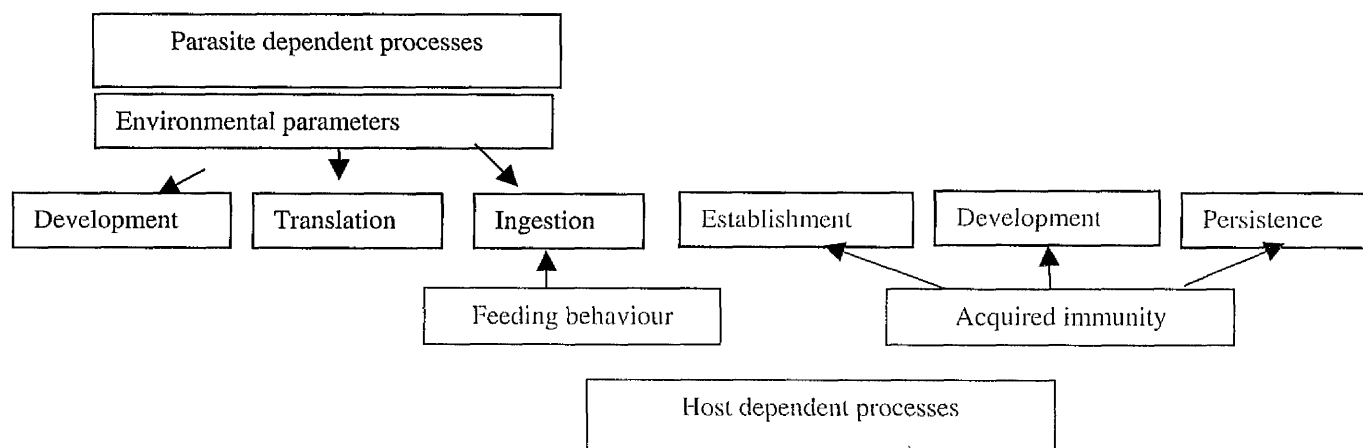 Parasite dependent processes
Environmental parameters
Development Translation Ingestion Establishment Development Persistence
Feeding behaviour Acquired immunity
Host dependent processes